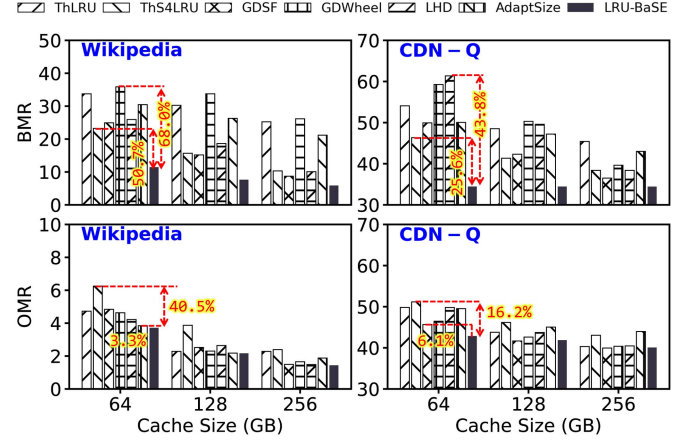 ThLRU ThS4LRU GDSF GDWheel LHD AdaptSize LRU-BaSE
Wikipedia
CDN − Q
BMR
50
40
30
20
10
0
50.7%
68.0%
70
60
50
40
30
25.6%
43.8%
Wikipedia
CDN − Q
OMR
10
8
6
4
2
0
3.3%
40.5%
70
60
50
40
30
6.1%
16.2%
64 128 256
64 128 256
Cache Size (GB)
Cache Size (GB)